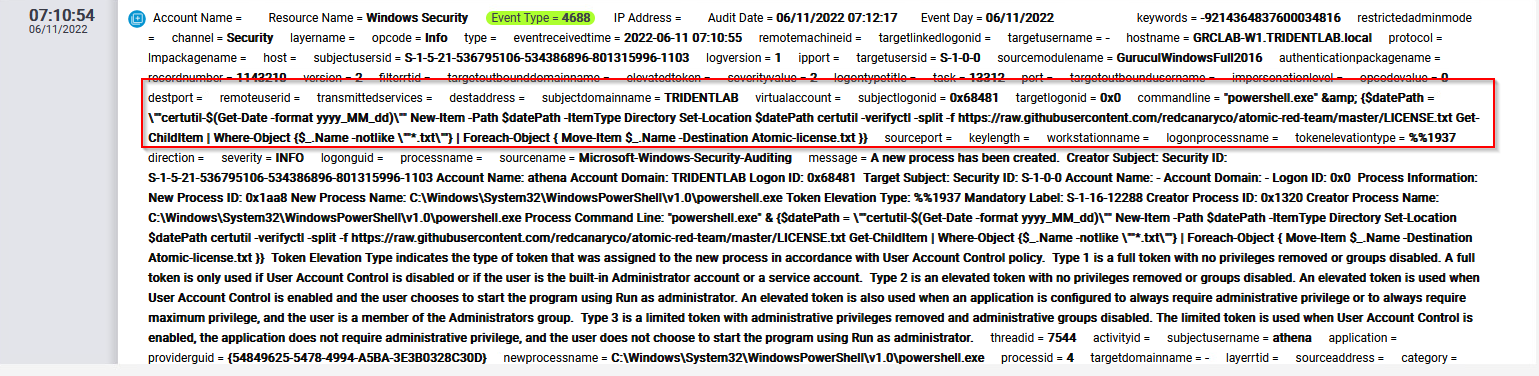 07:10:54
06/11/2022
Account Name = Resource Name = Windows Security Event Type = 4688 IP Address = Audit Date = 06/11/2022 07:12:17 Event Day = 06/11/2022 keywords = -9214364837600034816 restrictedadminmode
= channel = Security layername = opcode = Info type = eventreceivedtime = 2022-06-11 07:10:55 remotemachineid = targetlinkedlogonid = targetusername = - hostname = GRCLAB-W1.TRIDENTLAB.local protocol =
lmpackagename = host = subjectusersid = S-1-5-21-536795106-534386896-801315996-1103 logversion = 1 ipport = targetusersid = S-1-0-0 sourcemodulename = GuruculWindowsFull2016 authenticationpackagename =
recordnumber = 1143210 version = 2 filterrtid = targetoutbounddomainname = elevatedtoken = severityvalue = 2 logontypetitle = task = 13312 port = targetoutboundusername = impersonationlevel = opcodevalue = 0
destport = remoteuserid = transmittedservices = destaddress = subjectdomainname = TRIDENTLAB virtualaccount = subjectlogonid = 0x68481 targetlogonid = 0x0 commandline = "powershell.exe" &amp; {$datePath =
\""certutil-$(Get-Date -format yyyy_MM_dd)\"" New-Item -Path $datePath -ItemType Directory Set-Location $datePath certutil -verifyctl -split -f https://raw.githubusercontent.com/redcanaryco/atomic-red-team/master/LICENSE.txt Get-
ChildItem | Where-Object {$_.Name -notlike \""*.txt\""} | Foreach-Object { Move-Item $_.Name -Destination Atomic-license.txt }} sourceport = keylength = workstationname = logonprocessname = tokenelevationtype = %%1937
direction = severity = INFO logonguid = processname = sourcename = Microsoft-Windows-Security-Auditing message = A new process has been created. Creator Subject: Security ID:
S-1-5-21-536795106-534386896-801315996-1103 Account Name: athena Account Domain: TRIDENTLAB Logon ID: 0x68481 Target Subject: Security ID: S-1-0-0 Account Name: - Account Domain: - Logon ID: 0x0 Process Information:
New Process ID: 0x1aa8 New Process Name: C:\Windows\System32\WindowsPowerShell\v1.0\powershell.exe Token Elevation Type: %%1937 Mandatory Label: S-1-16-12288 Creator Process ID: 0x1320 Creator Process Name:
C:\Windows\System32\WindowsPowerShell\v1.0\powershell.exe Process Command Line: "powershell.exe" & {$datePath = \""certutil-$(Get-Date -format yyyy_MM_dd)\"" New-Item -Path $datePath -ItemType Directory Set-Location
$datePath certutil -verifyctl -split -f https://raw.githubusercontent.com/redcanaryco/atomic-red-team/master/LICENSE.txt Get-ChildItem | Where-Object {$_.Name -notlike \""*.txt\""} | Foreach-Object { Move-Item $_.Name -Destination
Atomic-license.txt }} Token Elevation Type indicates the type of token that was assigned to the new process in accordance with User Account Control policy. Type 1 is a full token with no privileges removed or groups disabled. A full
token is only used if User Account Control is disabled or if the user is the built-in Administrator account or a service account. Type 2 is an elevated token with no privileges removed or groups disabled. An elevated token is used when
User Account Control is enabled and the user chooses to start the program using Run as administrator. An elevated token is also used when an application is configured to always require administrative privilege or to always require
maximum privilege, and the user is a member of the Administrators group. Type 3 is a limited token with administrative privileges removed and administrative groups disabled. The limited token is used when User Account Control is
enabled, the application does not require administrative privilege, and the user does not choose to start the program using Run as administrator. threadid = 7544 activityid = subjectusername = athena application =
providerguid = {54849625-5478-4994-A5BA-3E3B0328C30D} newprocessname = C:\Windows\System32\WindowsPowerShell\v1.0\powershell.exe processid = 4 targetdomainname = - layerrtid = sourceaddress = category =